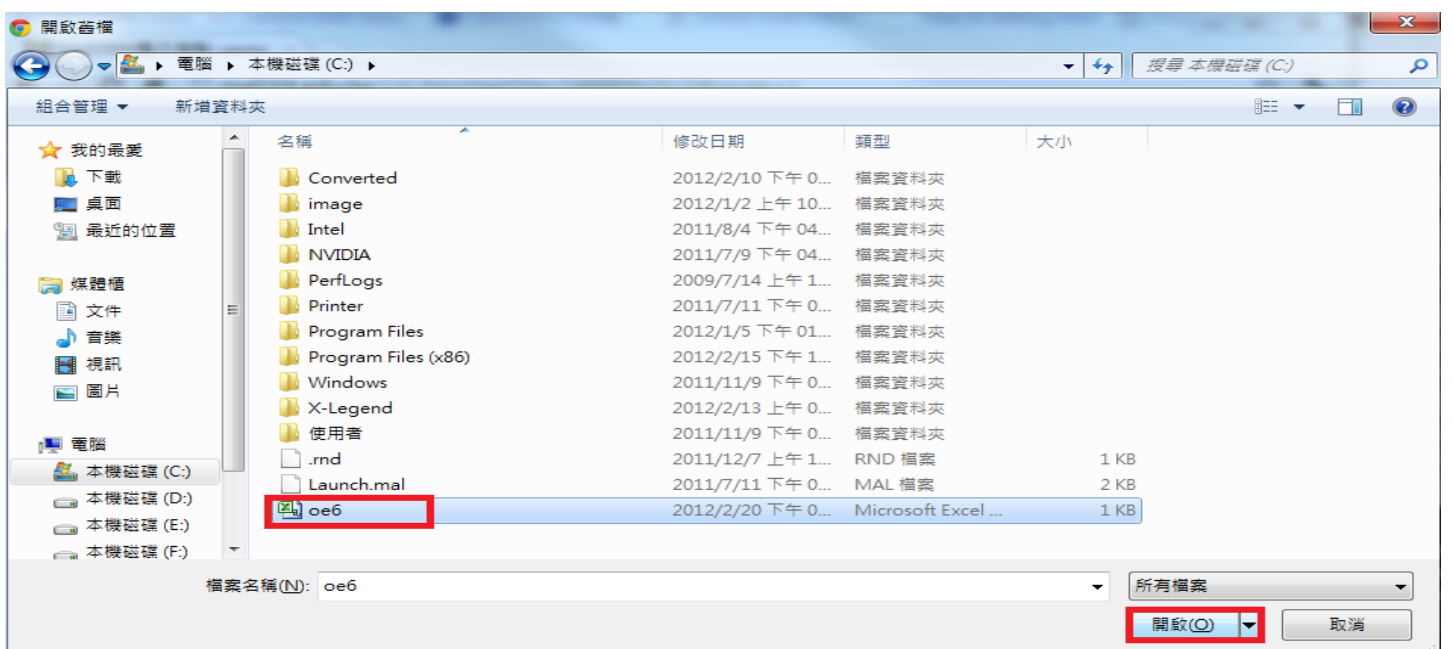 開啟舊檔
電腦 本機磁碟 (C:)
搜尋 本機磁碟 (C:)
組合管理 新增資料夾
我的最愛
下載
桌面
最近的位置
媒體櫃
文件
音樂
視訊
圖片
電腦
本機磁碟 (C:)
本機磁碟 (D:)
本機磁碟 (E:)
本機磁碟 (F:)
名稱 修改日期 類型 大小
Converted 2012/2/10 下午 0... 檔案資料夾
image 2012/1/2 上午 10... 檔案資料夾
Intel 2011/8/4 下午 04... 檔案資料夾
NVIDIA 2011/7/9 下午 04... 檔案資料夾
PerfLogs 2009/7/14 上午 1... 檔案資料夾
Printer 2011/7/11 下午 0... 檔案資料夾
Program Files 2012/1/5 下午 01... 檔案資料夾
Program Files (x86) 2012/2/15 下午 1... 檔案資料夾
Windows 2011/11/9 下午 0... 檔案資料夾
X-Legend 2012/2/13 上午 0... 檔案資料夾
使用者 2011/11/9 下午 0... 檔案資料夾
.rnd 2011/12/7 上午 1... RND 檔案 1 KB
Launch.mal 2011/7/11 下午 0... MAL 檔案 2 KB
oe6 2012/2/20 下午 0... Microsoft Excel ... 1 KB
檔案名稱(N): oe6 所有檔案
開啟(O) 取消